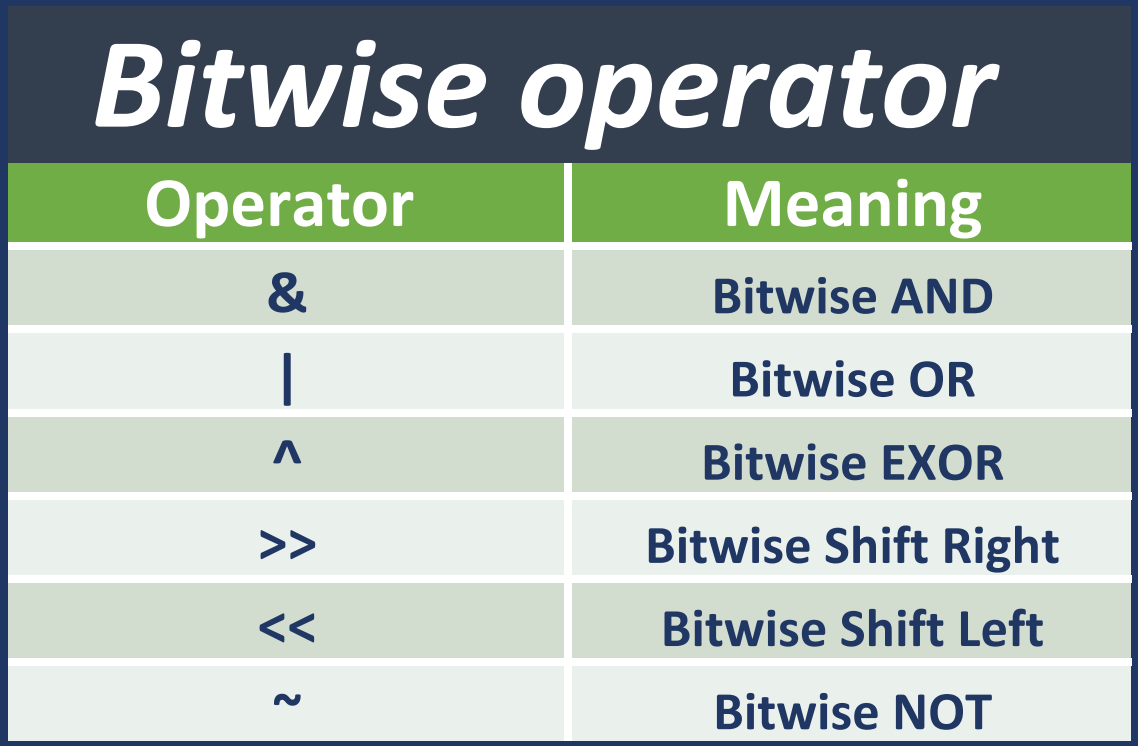 Bitwise operator
Operator Meaning
& Bitwise AND
| Bitwise OR
^ Bitwise EXOR
>> Bitwise Shift Right
<< Bitwise Shift Left
~ Bitwise NOT